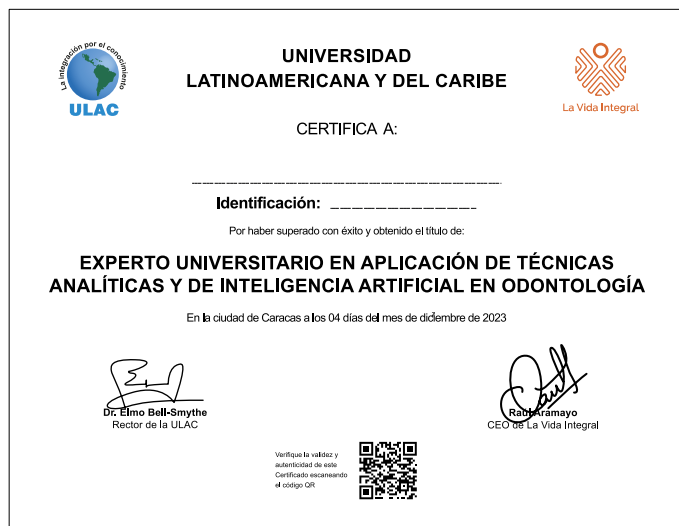 La integración por el conocimiento
ULAC
UNIVERSIDAD
LATINOAMERICANA Y DEL CARIBE
La Vida Integral
CERTIFICA A:
Identificación:
Por haber superado con éxito y obtenido el título de:
EXPERTO UNIVERSITARIO EN APLICACIÓN DE TÉCNICAS
ANALÍTICAS Y DE INTELIGENCIA ARTIFICIAL EN ODONTOLOGÍA
En la ciudad de Caracas a los 04 días del mes de diciembre de 2023
Dr. Elmo Bell-Smythe
Rector de la ULAC
Raúl Aramayo
CEO de La Vida Integral
Verifique la validez y
autenticidad de este
Certificado escaneando
el código QR